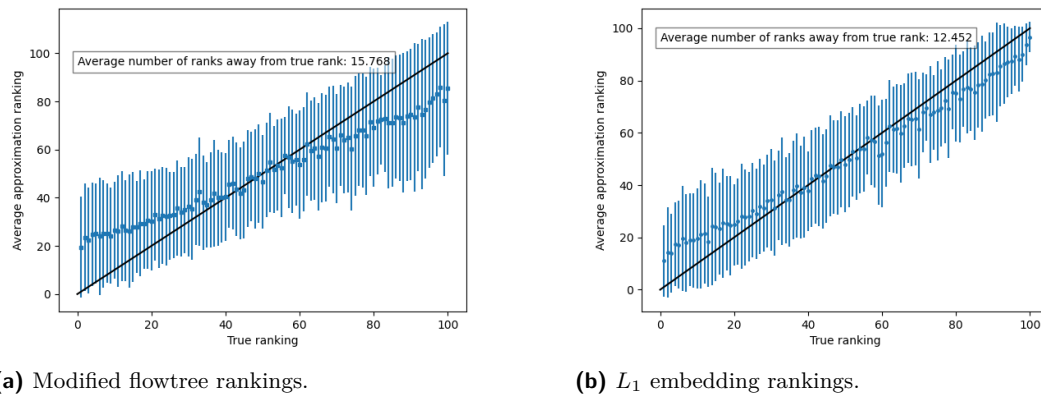 Average number of ranks away from true rank: 15.768
Average approximation ranking
100
80
60
40
20
0
0 20 40 60 80 100
True ranking
(a) Modified flowtree rankings.
Average number of ranks away from true rank: 12.452
Average approximation ranking
100
80
60
40
20
0
0 20 40 60 80 100
True ranking
(b) L1 embedding rankings.